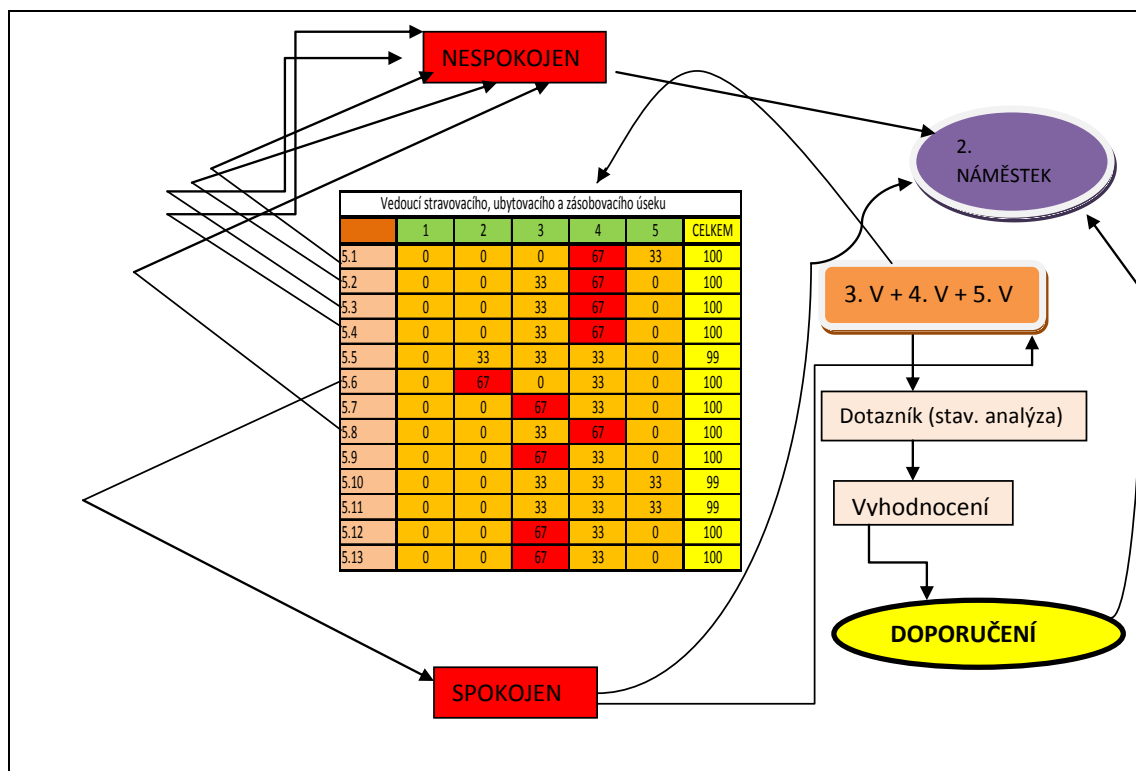 NESPOKOJEN
2.
NÁMĚSTEK
Vedoucí stravovacího, ubytovacího a zásobovacího úseku
1 2 3 4 5 CELKEM
5.1 0 0 0 67 33 100
5.2 0 0 33 67 0 100
5.3 0 0 33 67 0 100
5.4 0 0 33 67 0 100
5.5 0 33 33 33 0 99
5.6 0 67 0 33 0 100
5.7 0 0 67 33 0 100
5.8 0 0 33 67 0 100
5.9 0 0 67 33 0 100
5.10 0 0 33 33 33 99
5.11 0 0 33 33 33 99
5.12 0 0 67 33 0 100
5.13 0 0 67 33 0 100
3. V + 4. V + 5. V
Dotazník (stav. analýza)
Vyhodnocení
DOPORUČENÍ
SPOKOJEN